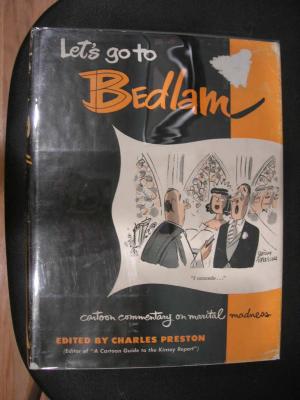 Let's go to
Bedlam
"I concede..."
cartoon commentary on marital madness
EDITED BY CHARLES PRESTON
(Editor of "A Cartoon Guide to the Kinsey Report")